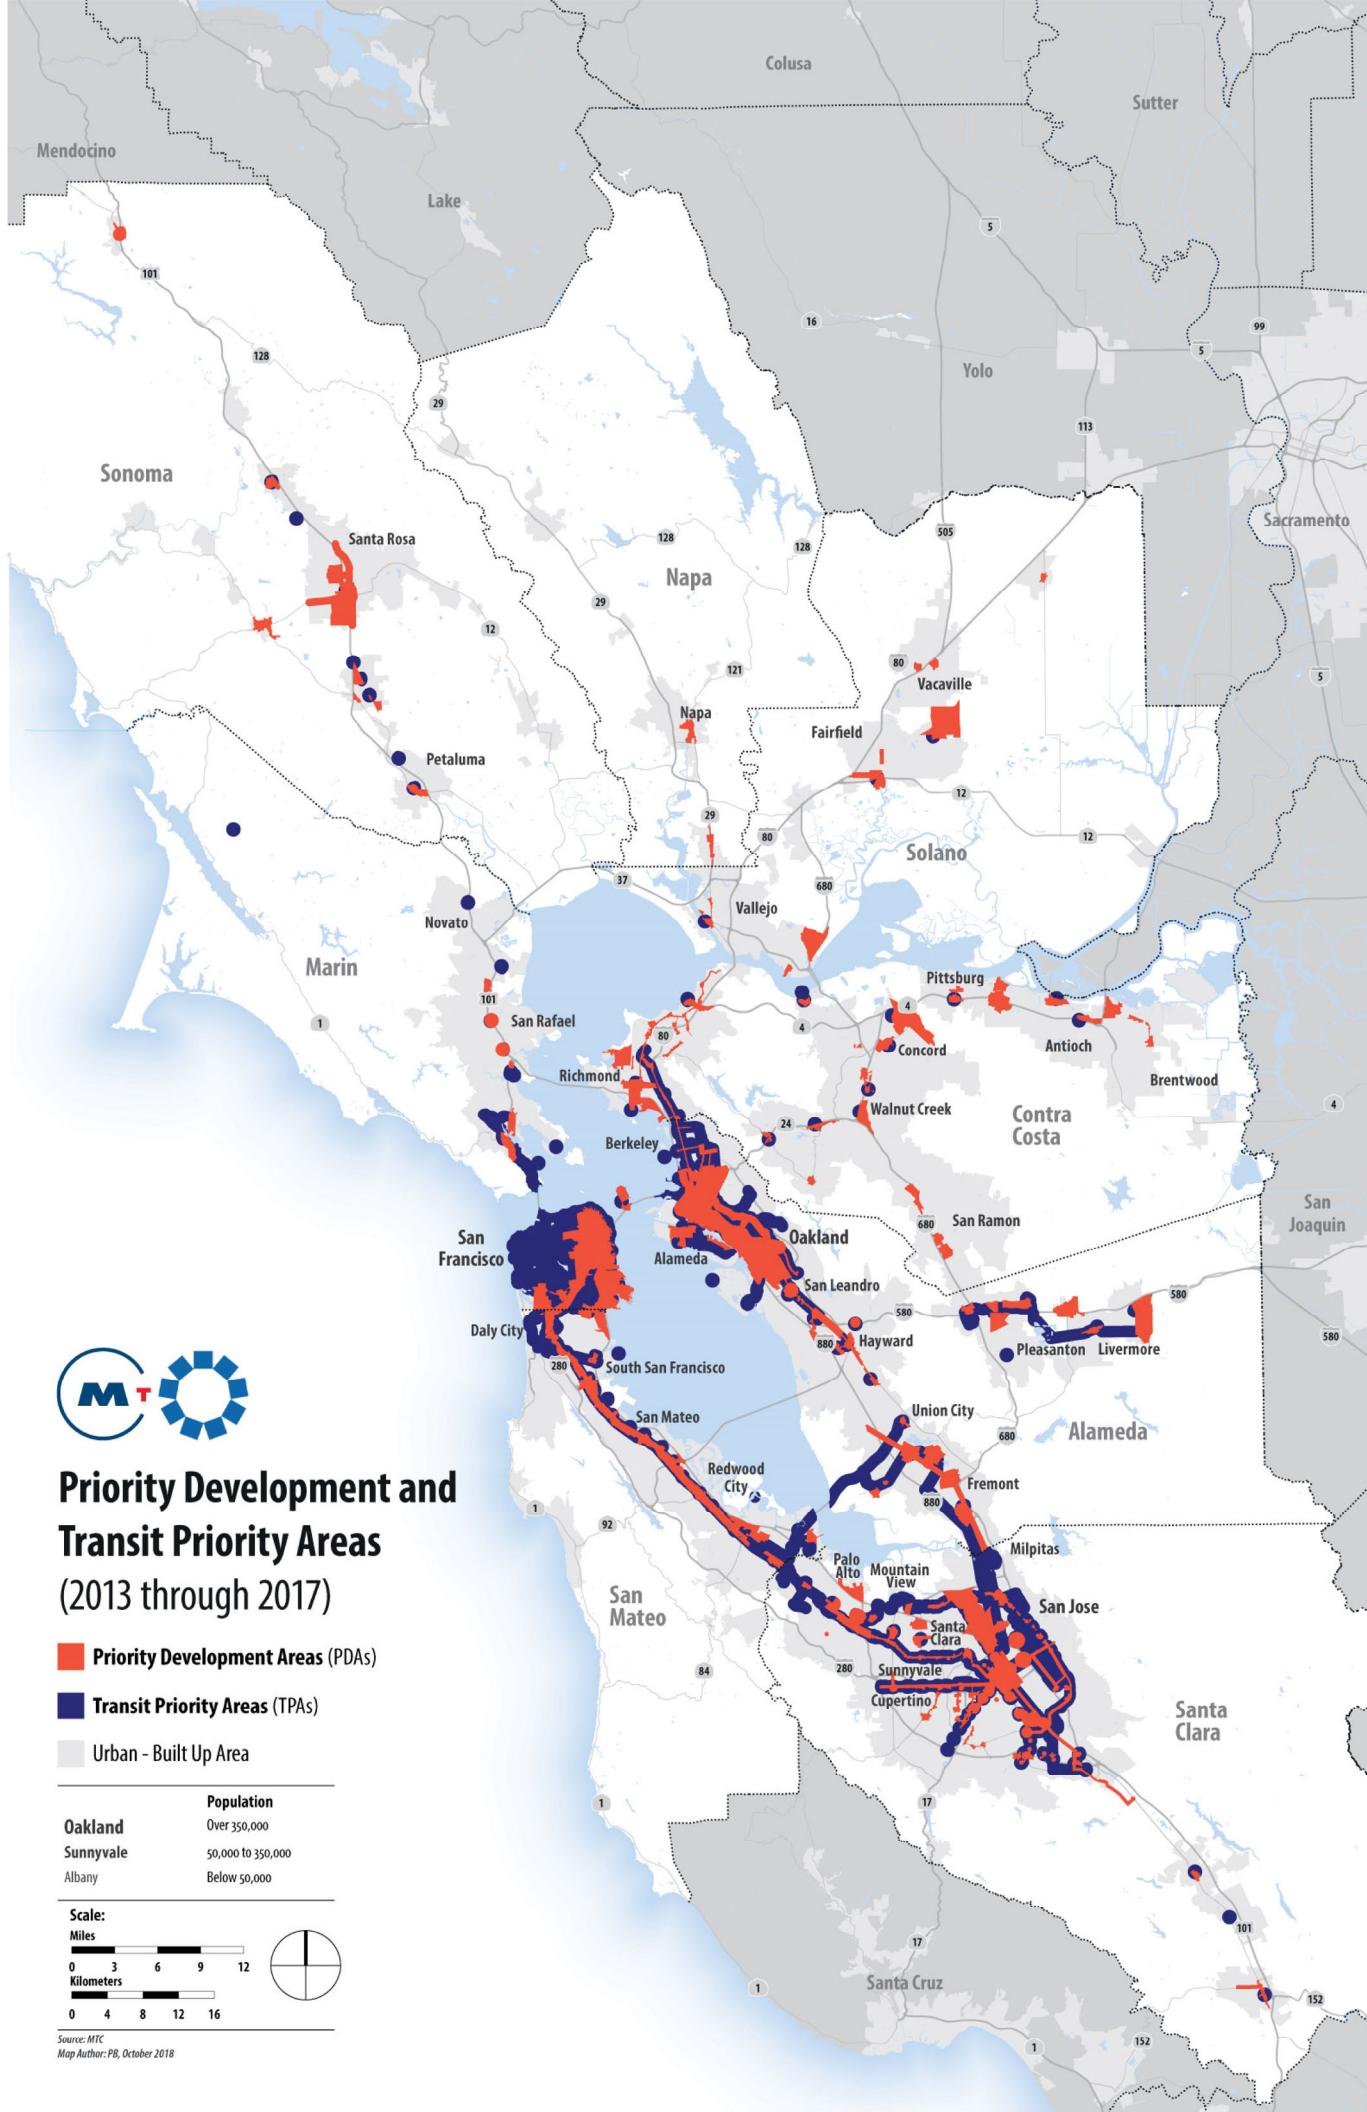 Colusa
Sutter
Mendocino
Lake
5
101
16
99
5
128
Yolo
29
113
Sonoma
Sacramento
505
Santa Rosa
128
128
Napa
29
12
80
121
5
Vacaville
Napa
Fairfield
Petaluma
12
29
80
12
Solano
37
680
Vallejo
Novato
Marin
Pittsburg
101
4
1
San Rafael
4
80
Concord
Antioch
Richmond
Brentwood
Walnut Creek
4
Contra
Costa
24
Berkeley
San
Joaquin
680
San Ramon
San
Francisco
Oakland
Alameda
San Leandro
580
580
Daly City
880
Hayward
580
Pleasanton
Livermore
280
South San Francisco
Union City
San Mateo
Alameda
680
Redwood
City
Fremont
880
1
92
Milpitas
Palo
Alto
Mountain
View
San
Mateo
San Jose
Santa
Clara
280
84
Sunnyvale
Cupertino
Santa
Clara
1
17
101
17
Santa Cruz
1
152
152
1
M T
Priority Development and
Transit Priority Areas
(2013 through 2017)
Priority Development Areas (PDAs)
Transit Priority Areas (TPAs)
Urban - Built Up Area
Population
Oakland Over 350,000
Sunnyvale 50,000 to 350,000
Albany Below 50,000
Scale:
Miles
0 3 6 9 12
Kilometers
0 4 8 12 16
Source: MTC
Map Author: PB, October 2018